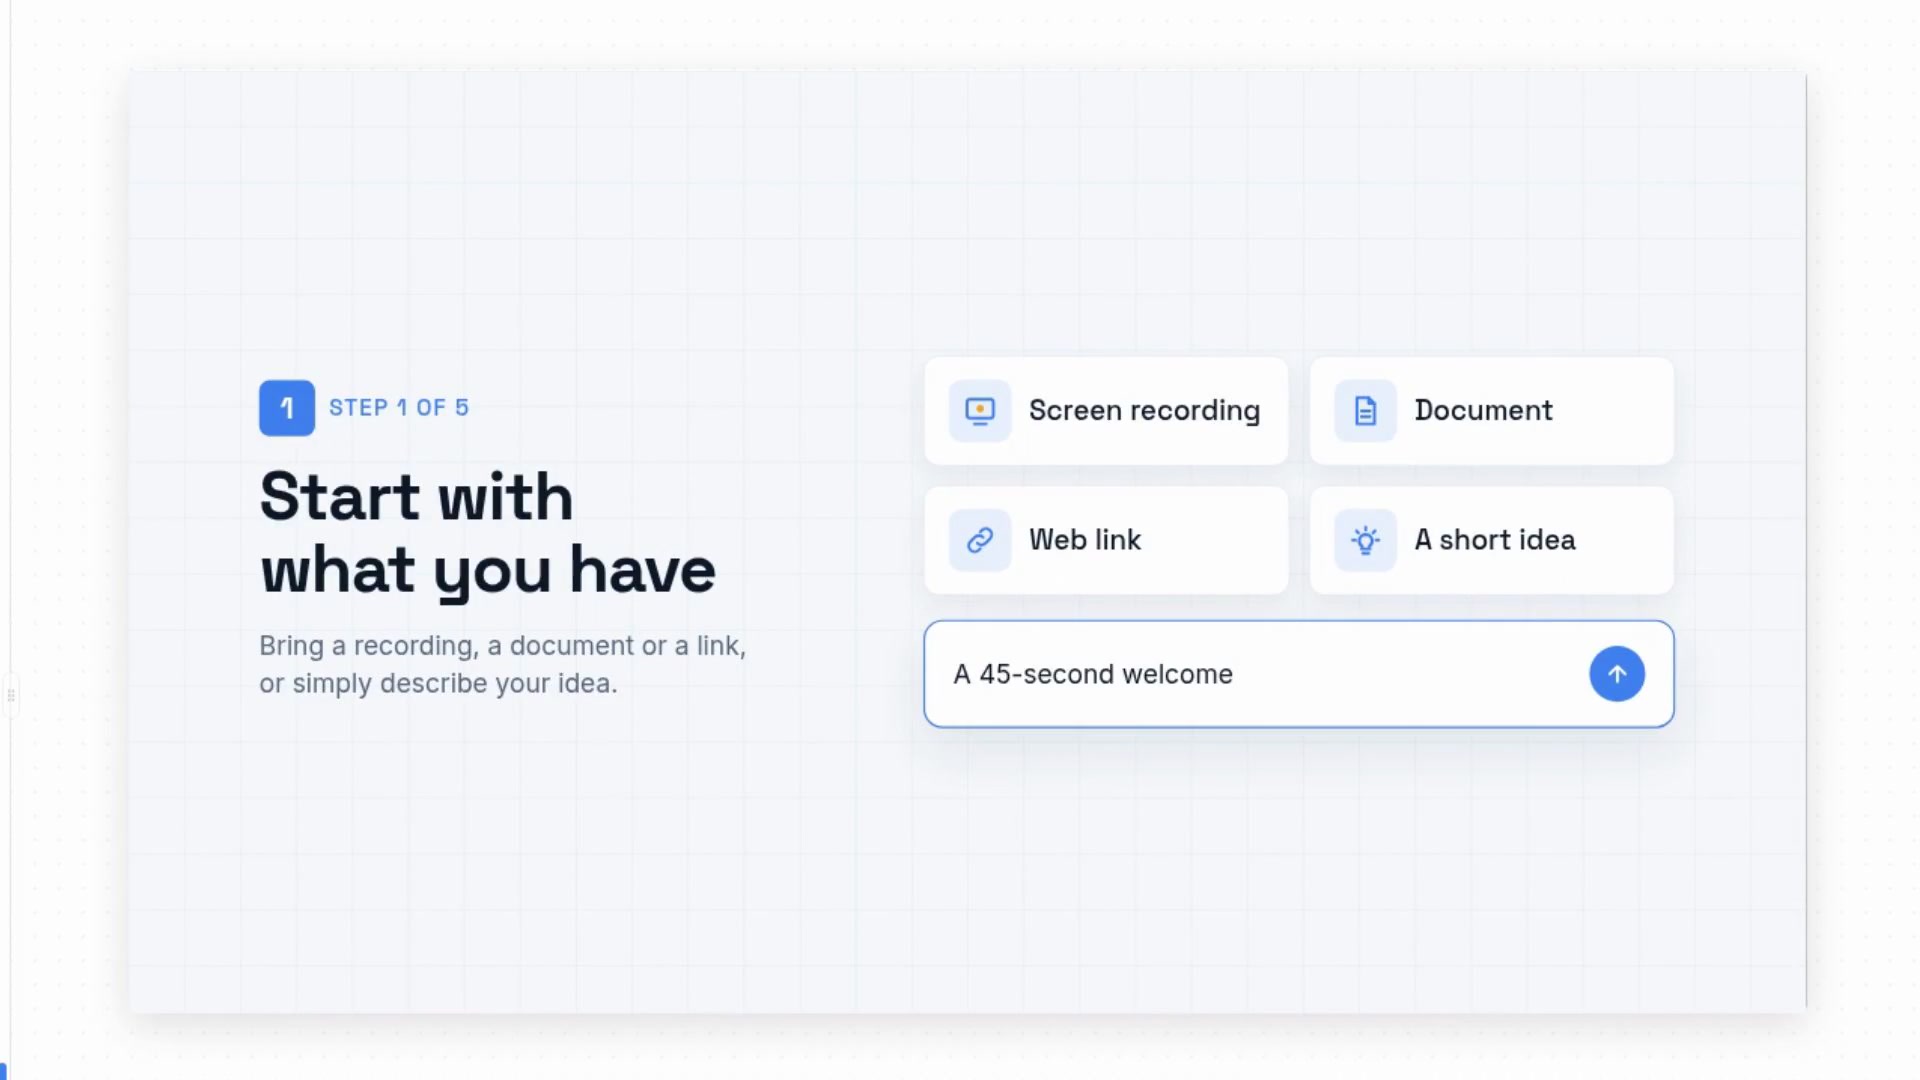 1
STEP 1 OF 5
Start with
what you have
Bring a recording, a document or a link,
or simply describe your idea.
Screen recording
Document
Web link
A short idea
A 45-second welcome